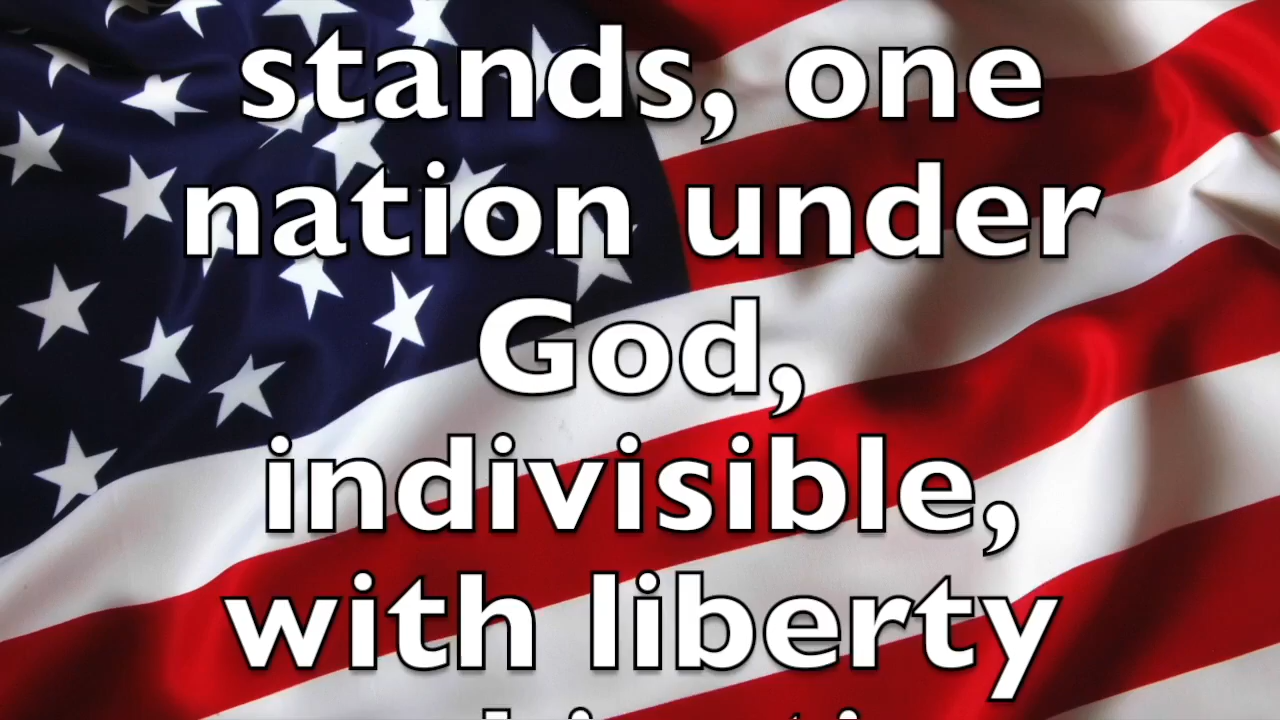 stands, one
nation under
God,
indivisible,
with liberty